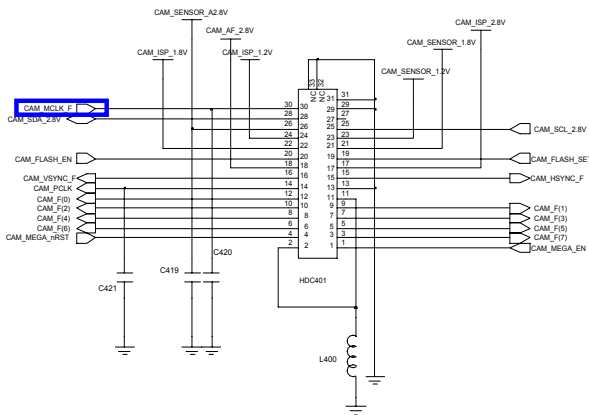 CAM_SENSOR_A2.8V
CAM_AF_2.8V
CAM_ISP_1.8V
CAM_ISP_1.2V
CAM_ISP_2.8V
CAM_SENSOR_1.8V
CAM_SENSOR_1.2V
NC 33
NC 32
CAM_MCLK_F 30 30 31 31
29 29
CAM_SDA_2.8V 28 28 27 27
26 26 25 25 CAM_SCL_2.8V
24 24 23 23
22 22 21 21
CAM_FLASH_EN 20 20 19 19 CAM_FLASH_SET
18 18 17 17
CAM_VSYNC_F 16 16 15 15 CAM_HSYNC_F
CAM_PCLK 14 14 13 13
CAM_F(0) 12 12 11 11
CAM_F(2) 10 10 9 9 CAM_F(1)
CAM_F(4) 8 8 7 7 CAM_F(3)
CAM_F(6) 6 6 5 5 CAM_F(5)
CAM_MEGA_nRST 4 4 3 3 CAM_F(7)
2 2 1 1 CAM_MEGA_EN
C421
C419
C420
HDC401
L400